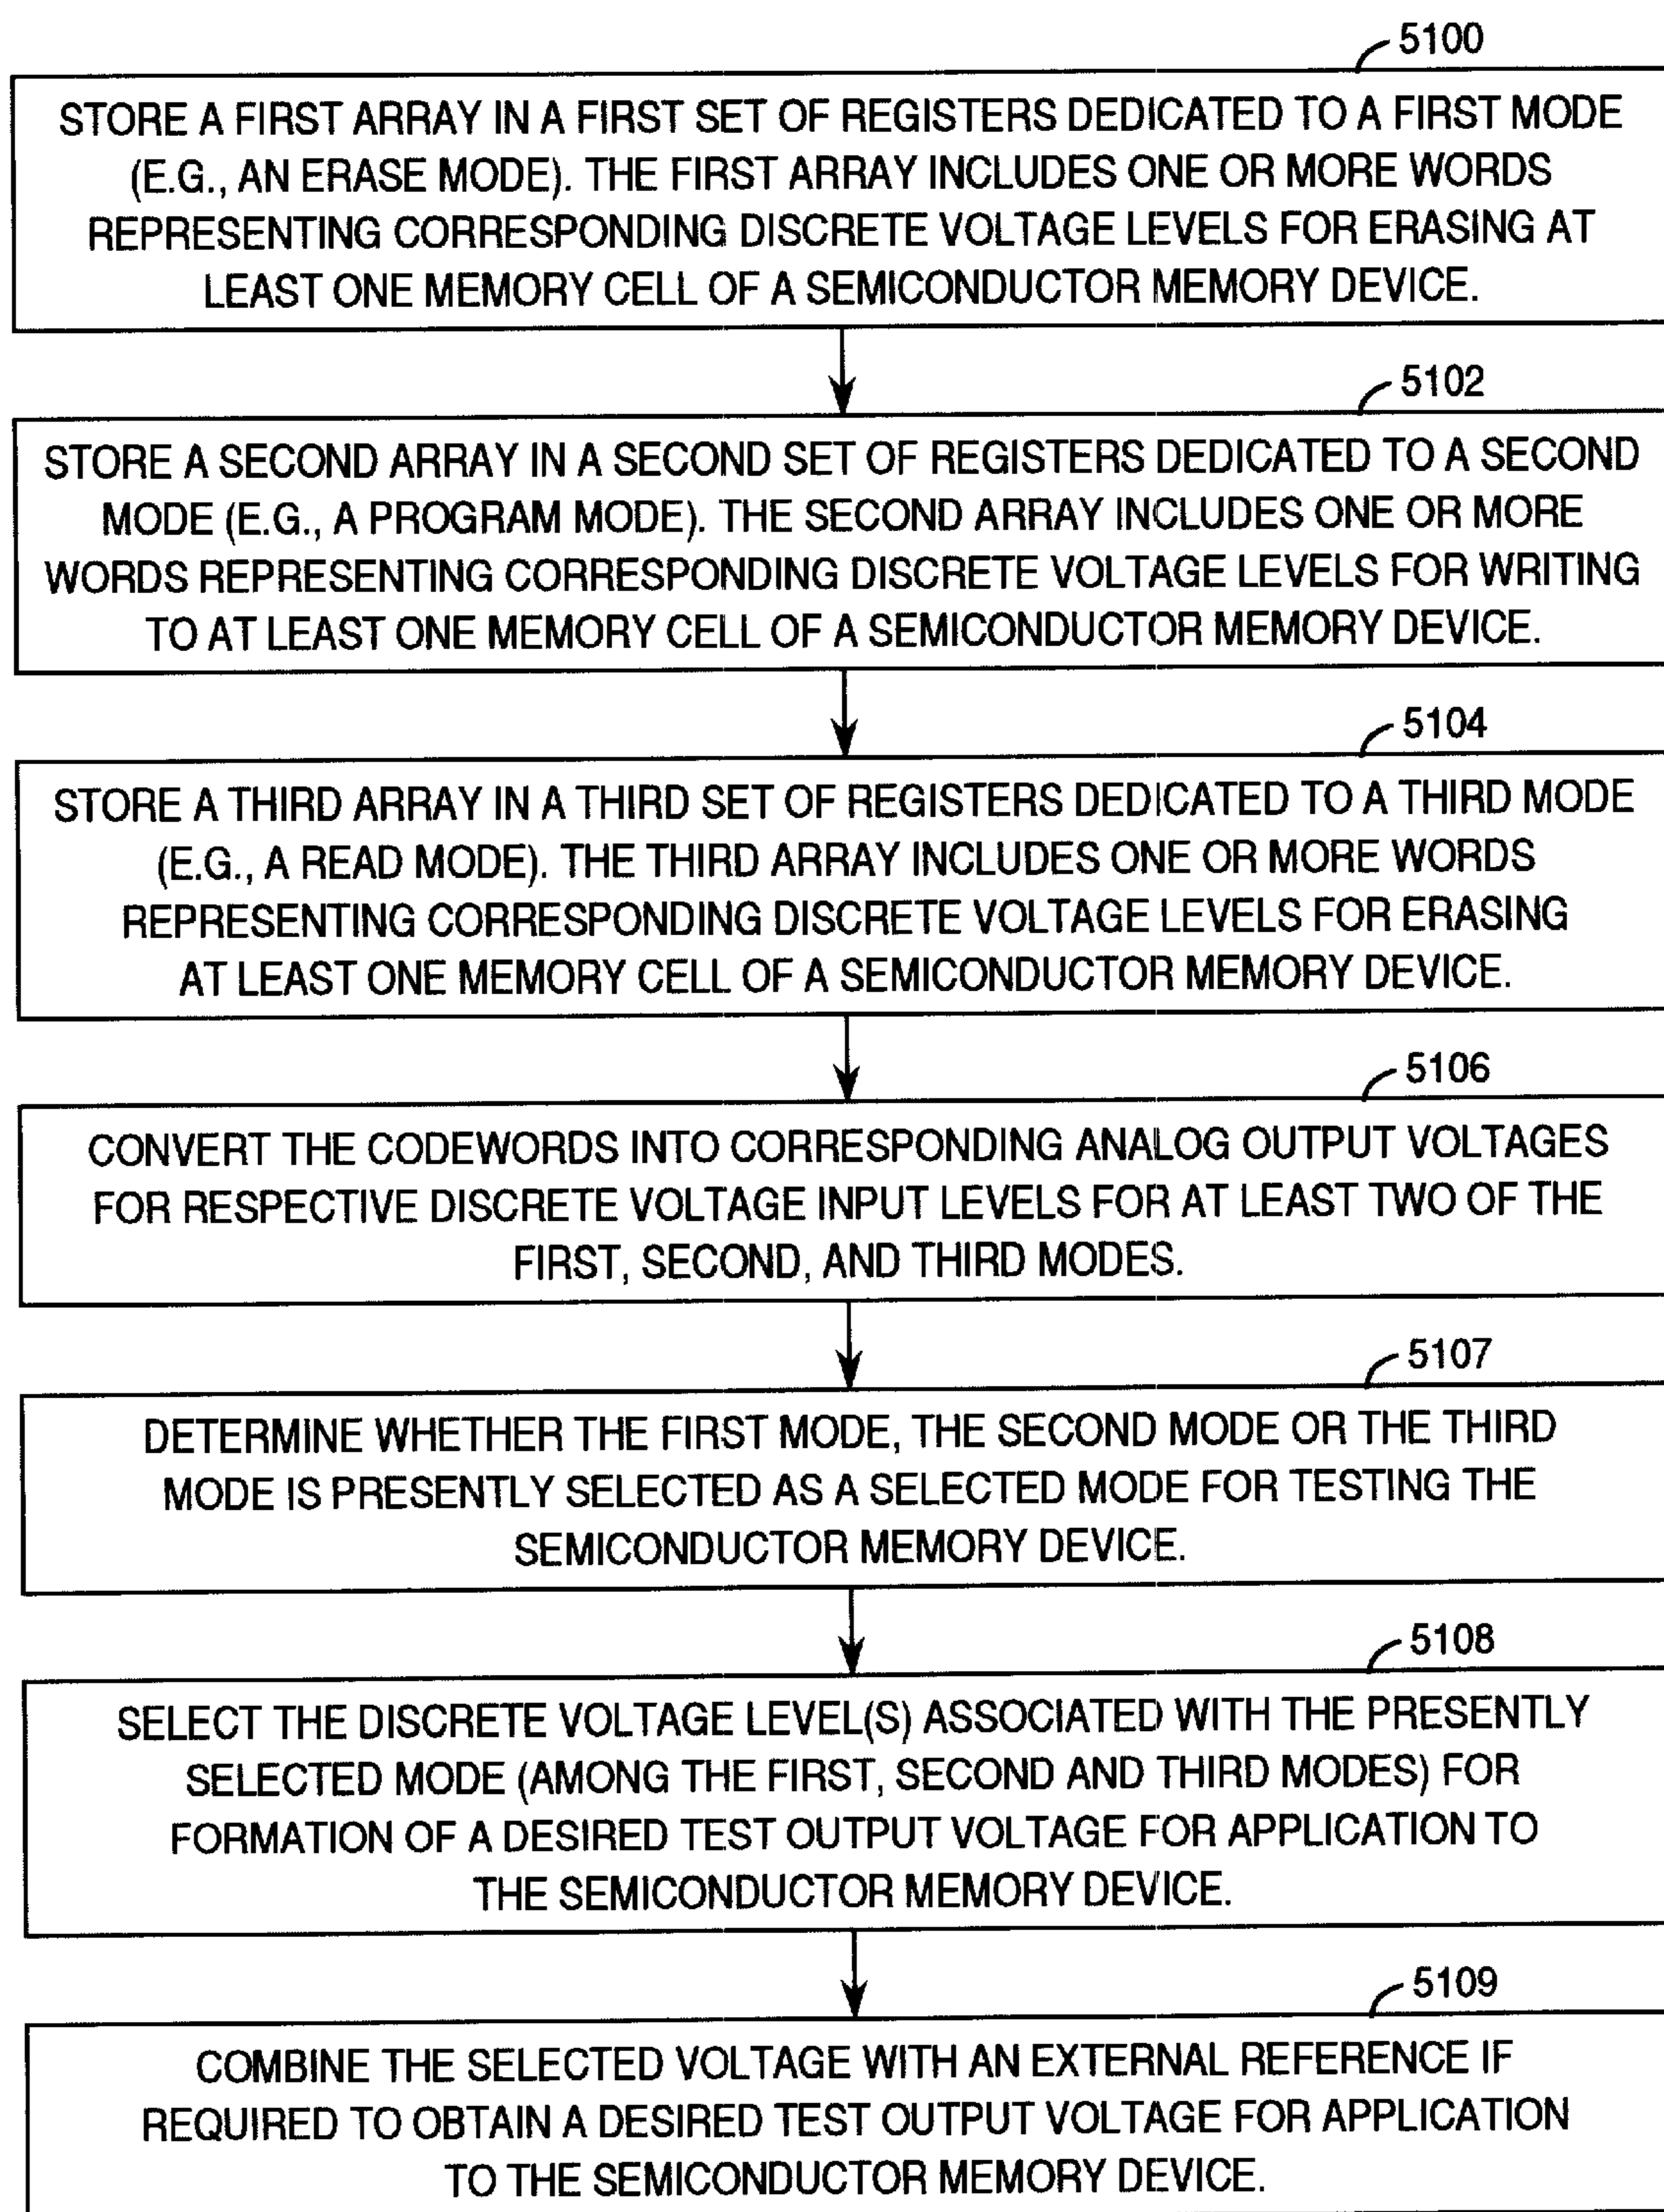 5100
STORE A FIRST ARRAY IN A FIRST SET OF REGISTERS DEDICATED TO A FIRST MODE
(E.G., AN ERASE MODE). THE FIRST ARRAY INCLUDES ONE OR MORE WORDS
REPRESENTING CORRESPONDING DISCRETE VOLTAGE LEVELS FOR ERASING AT
LEAST ONE MEMORY CELL OF A SEMICONDUCTOR MEMORY DEVICE.
5102
STORE A SECOND ARRAY IN A SECOND SET OF REGISTERS DEDICATED TO A SECOND
MODE (E.G., A PROGRAM MODE). THE SECOND ARRAY INCLUDES ONE OR MORE
WORDS REPRESENTING CORRESPONDING DISCRETE VOLTAGE LEVELS FOR WRITING
TO AT LEAST ONE MEMORY CELL OF A SEMICONDUCTOR MEMORY DEVICE.
5104
STORE A THIRD ARRAY IN A THIRD SET OF REGISTERS DEDICATED TO A THIRD MODE
(E.G., A READ MODE). THE THIRD ARRAY INCLUDES ONE OR MORE WORDS
REPRESENTING CORRESPONDING DISCRETE VOLTAGE LEVELS FOR ERASING
AT LEAST ONE MEMORY CELL OF A SEMICONDUCTOR MEMORY DEVICE.
5106
CONVERT THE CODEWORDS INTO CORRESPONDING ANALOG OUTPUT VOLTAGES
FOR RESPECTIVE DISCRETE VOLTAGE INPUT LEVELS FOR AT LEAST TWO OF THE
FIRST, SECOND, AND THIRD MODES.
5107
DETERMINE WHETHER THE FIRST MODE, THE SECOND MODE OR THE THIRD
MODE IS PRESENTLY SELECTED AS A SELECTED MODE FOR TESTING THE
SEMICONDUCTOR MEMORY DEVICE.
5108
SELECT THE DISCRETE VOLTAGE LEVEL(S) ASSOCIATED WITH THE PRESENTLY
SELECTED MODE (AMONG THE FIRST, SECOND AND THIRD MODES) FOR
FORMATION OF A DESIRED TEST OUTPUT VOLTAGE FOR APPLICATION TO
THE SEMICONDUCTOR MEMORY DEVICE.
5109
COMBINE THE SELECTED VOLTAGE WITH AN EXTERNAL REFERENCE IF
REQUIRED TO OBTAIN A DESIRED TEST OUTPUT VOLTAGE FOR APPLICATION
TO THE SEMICONDUCTOR MEMORY DEVICE.